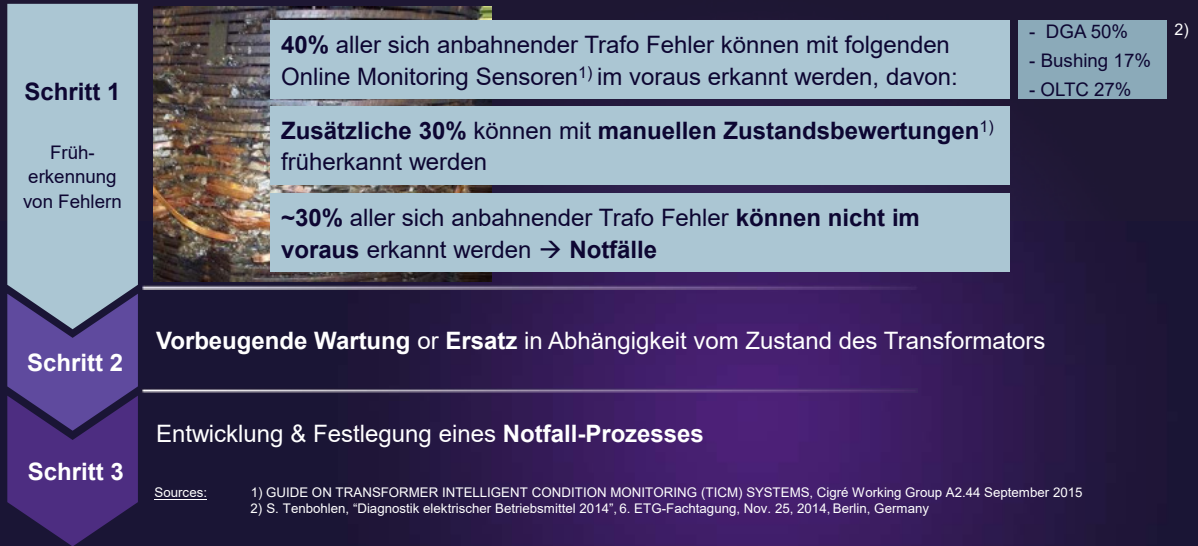 Schritt 1
Früh-
erkennung
von Fehlern
40% aller sich anbahnender Trafo Fehler können mit folgenden
Online Monitoring Sensoren1) im voraus erkannt werden, davon:
- DGA 50%
- Bushing 17%
- OLTC 27%
2)
Zusätzliche 30% können mit manuellen Zustandsbewertungen1)
früherkannt werden
~30% aller sich anbahnender Trafo Fehler können nicht im
voraus erkannt werden → Notfälle
Schritt 2
Vorbeugende Wartung or Ersatz in Abhängigkeit vom Zustand des Transformators
Schritt 3
Entwicklung & Festlegung eines Notfall-Prozesses
Sources: 1) GUIDE ON TRANSFORMER INTELLIGENT CONDITION MONITORING (TICM) SYSTEMS, Cigré Working Group A2.44 September 2015
2) S. Tenbohlen, "Diagnostik elektrischer Betriebsmittel 2014", 6. ETG-Fachtagung, Nov. 25, 2014, Berlin, Germany